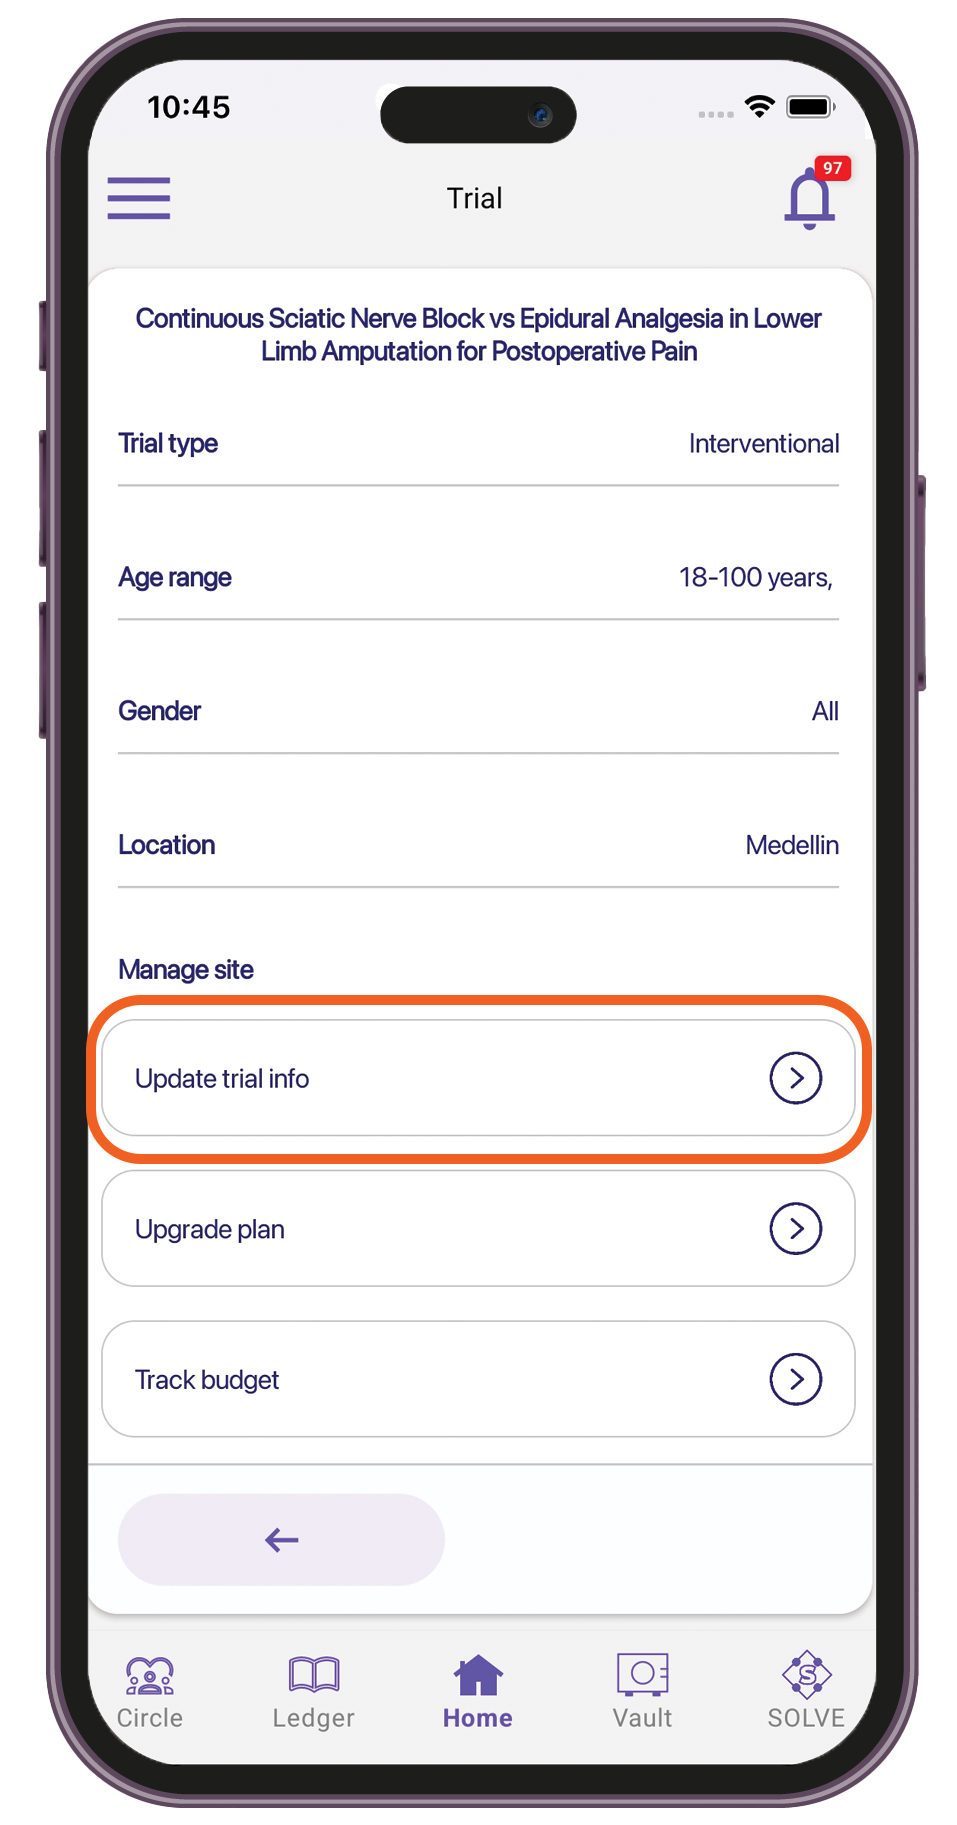 10:45
97
Trial
Continuous Sciatic Nerve Block vs Epidural Analgesia in Lower
Limb Amputation for Postoperative Pain
Trial type Interventional
Age range 18-100 years,
Gender All
Location Medellin
Manage site
Update trial info
Upgrade plan
Track budget
S
Circle Ledger Home Vault SOLVE